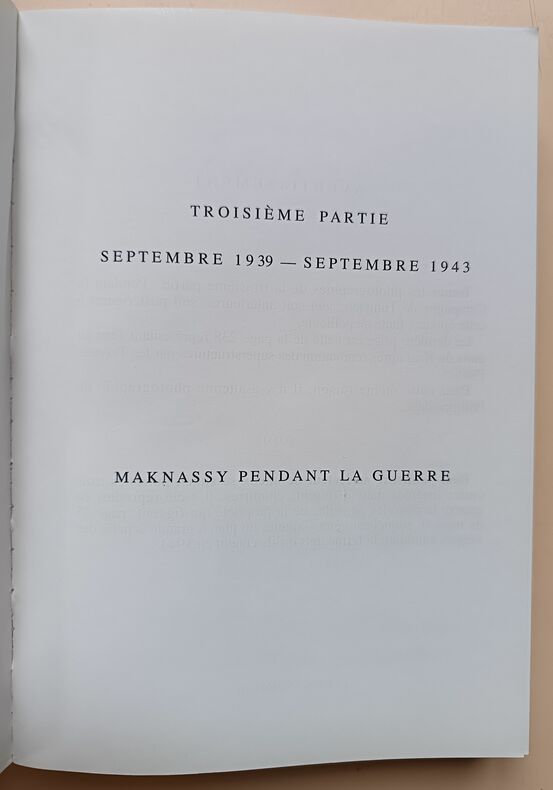 TROISIÈME PARTIE
SEPTEMBRE 1939 — SEPTEMBRE 1943
MAKNASSY PENDANT LA GUERRE